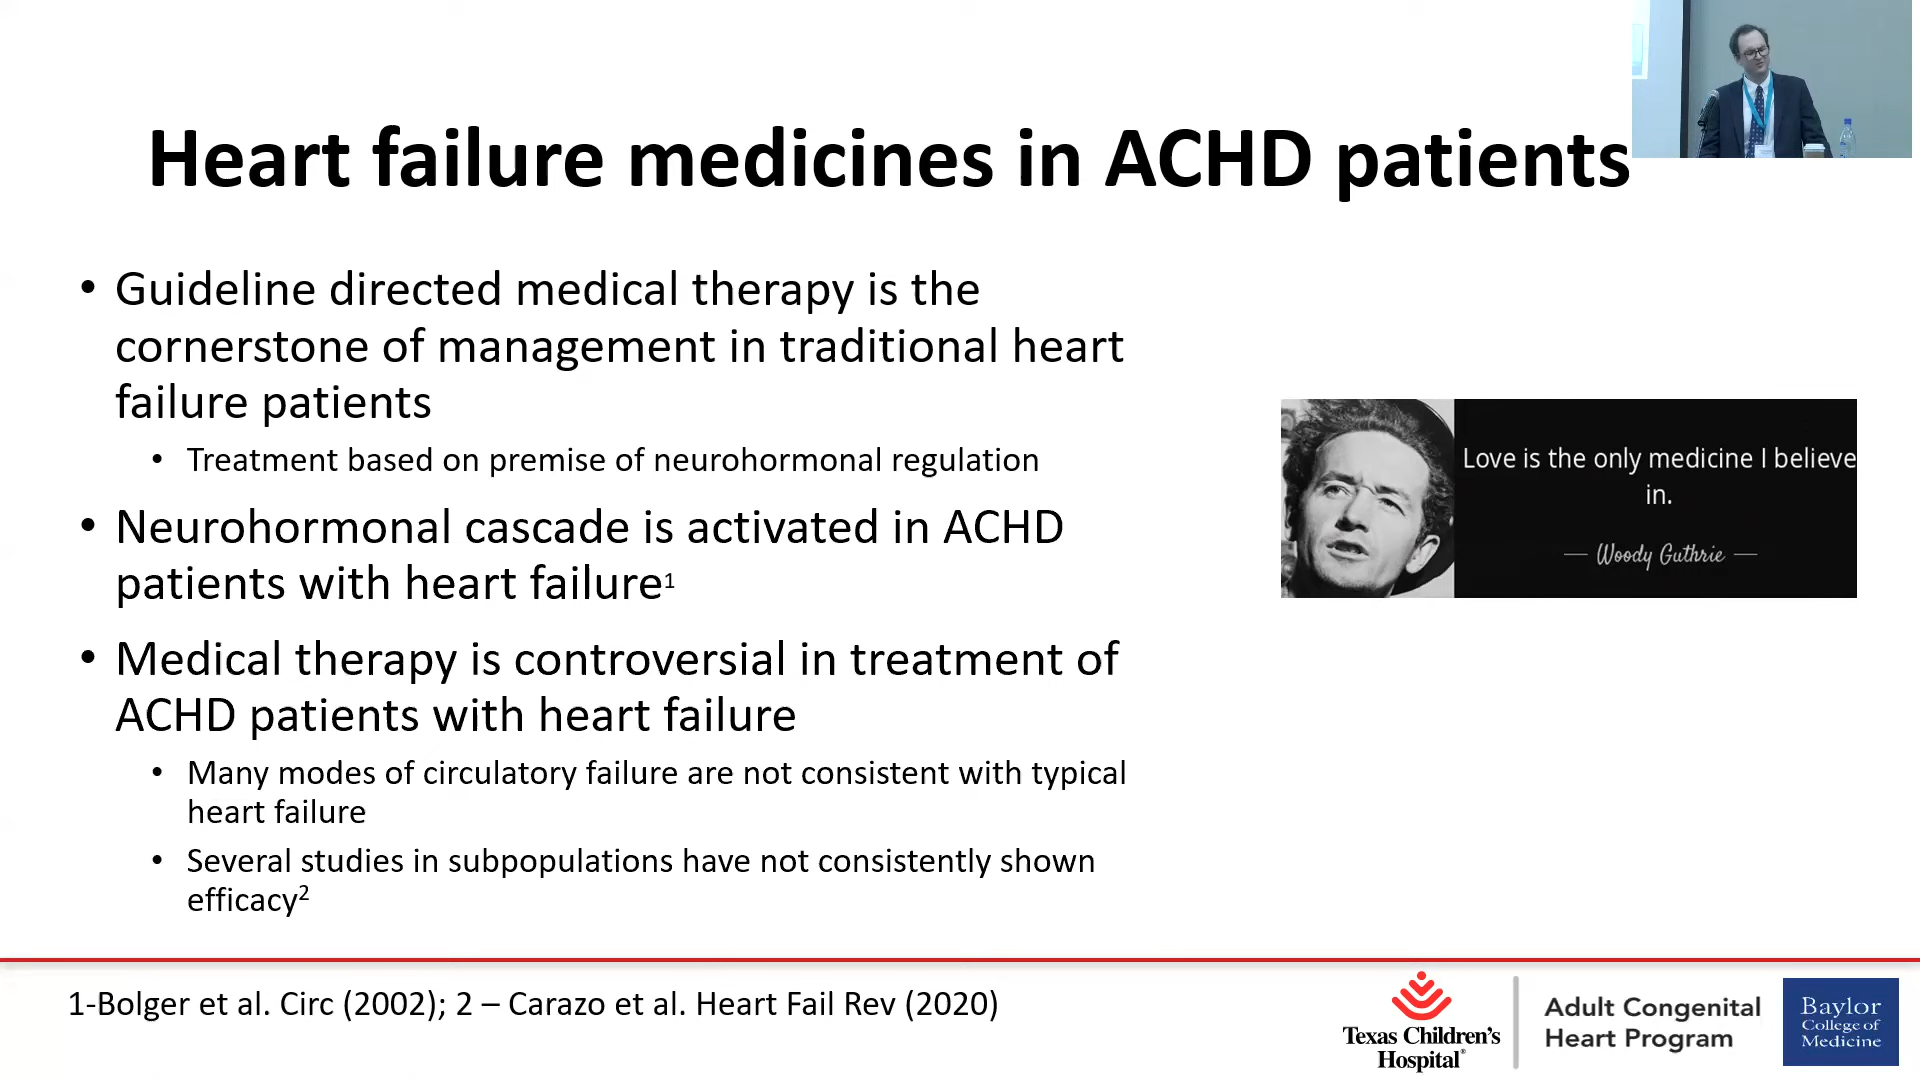 Heart failure medicines in ACHD patients
• Guideline directed medical therapy is the
cornerstone of management in traditional heart
failure patients
• Treatment based on premise of neurohormonal regulation
• Neurohormonal cascade is activated in ACHD
patients with heart failure¹
• Medical therapy is controversial in treatment of
ACHD patients with heart failure
• Many modes of circulatory failure are not consistent with typical
heart failure
• Several studies in subpopulations have not consistently shown
efficacy²
Love is the only medicine I believe
in.
— Woody Guthrie —
1-Bolger et al. Circ (2002); 2 – Carazo et al. Heart Fail Rev (2020)
Texas Children's
Hospital®
Adult Congenital
Heart Program
Baylor
College of
Medicine